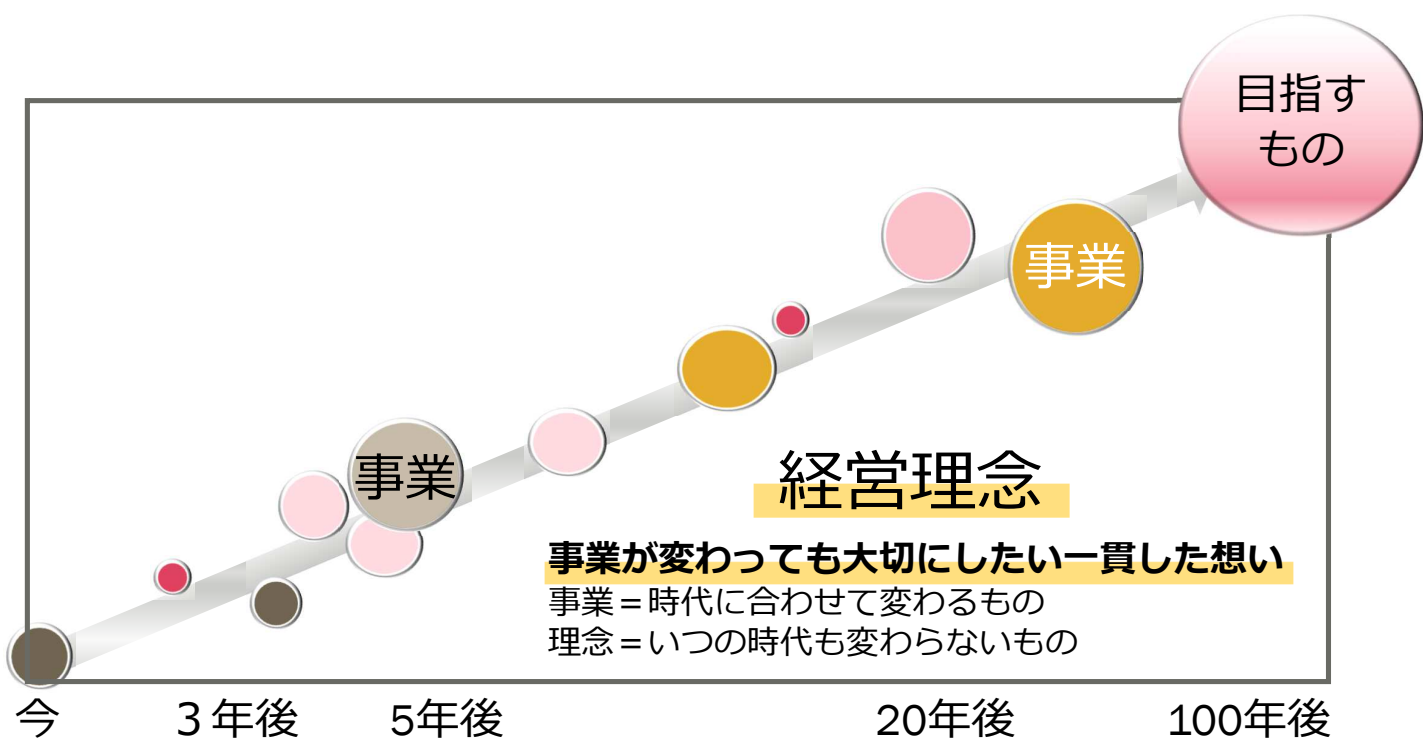 目指す
もの
事業
事業
経営理念
事業が変わっても大切にしたい一貫した想い
事業＝時代に合わせて変わるもの
理念＝いつの時代も変わらないもの
今
３年後
5年後
20年後
100年後